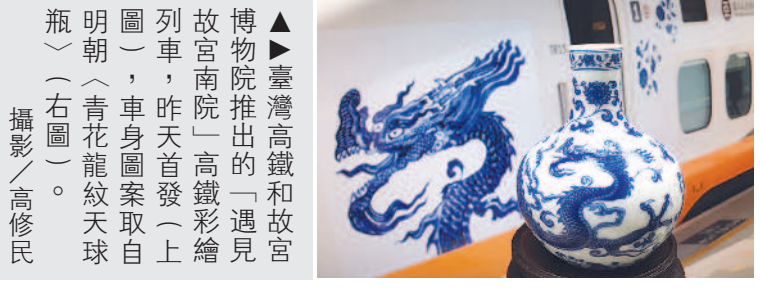 ▲▶臺灣高鐵和故宮
博物院推出的「遇見
故宮南院」高鐵彩繪
列車，昨天首發（上
圖），車身圖案取自
明朝〈青花龍紋天球
瓶〉（右圖）。
攝影／高修民